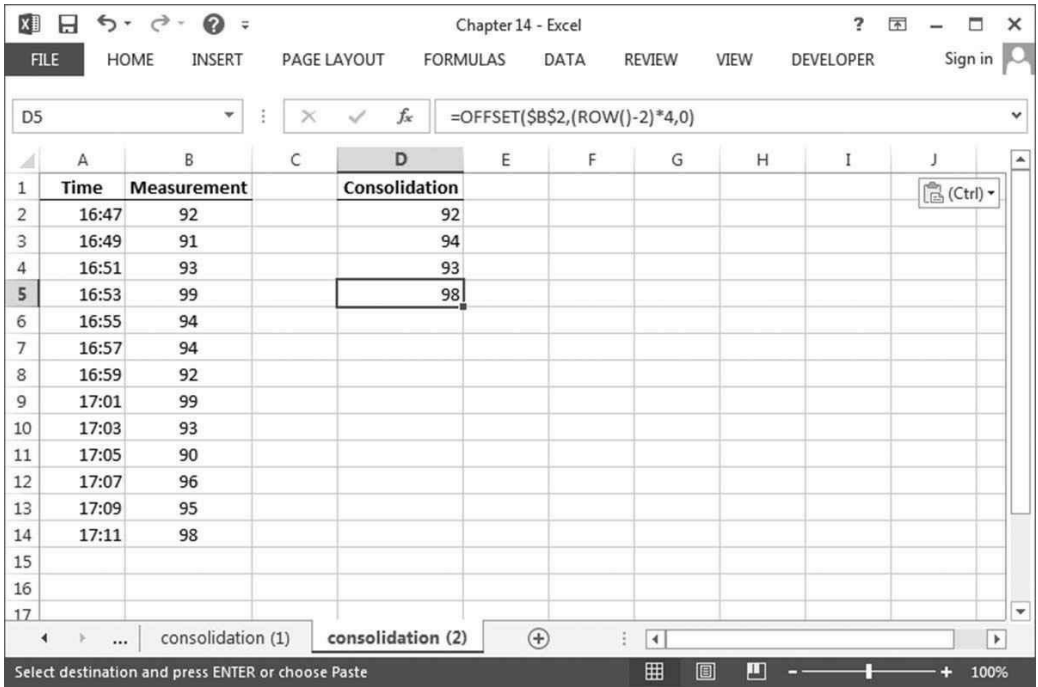 Chapter 14 - Excel
?
FILE HOME INSERT PAGE LAYOUT FORMULAS DATA REVIEW VIEW DEVELOPER Sign in
D5 fx =OFFSET($B$2,(ROW()-2)*4,0)
A B C D E F G H I J
1 Time Measurement Consolidation (Ctrl)
2 16:47 92 92
3 16:49 91 94
4 16:51 93 93
5 16:53 99 98
6 16:55 94
7 16:57 94
8 16:59 92
9 17:01 99
10 17:03 93
11 17:05 90
12 17:07 96
13 17:09 95
14 17:11 98
15
16
17
... consolidation (1) consolidation (2)
Select destination and press ENTER or choose Paste - + 100%